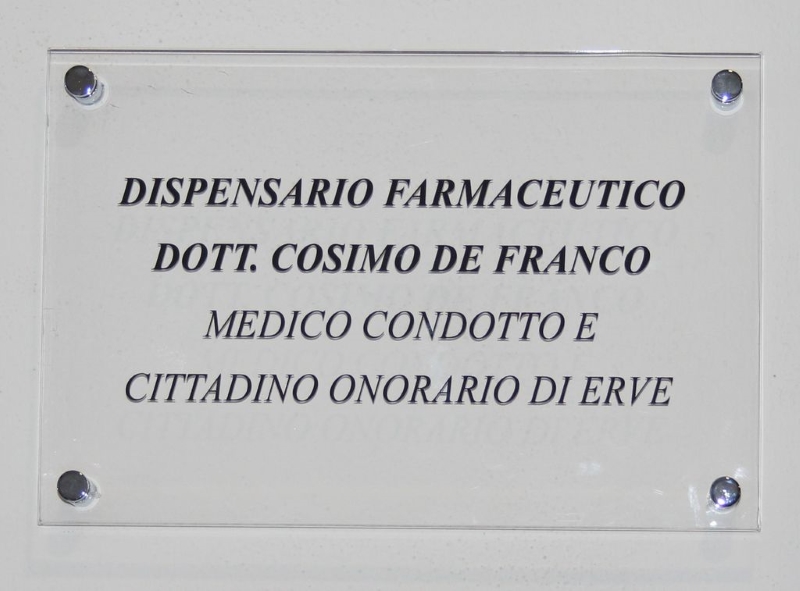 DISPENSARIO FARMACEUTICO
DOTT. COSIMO DE FRANCO
MEDICO CONDOTTO E
CITTADINO ONORARIO DI ERVE